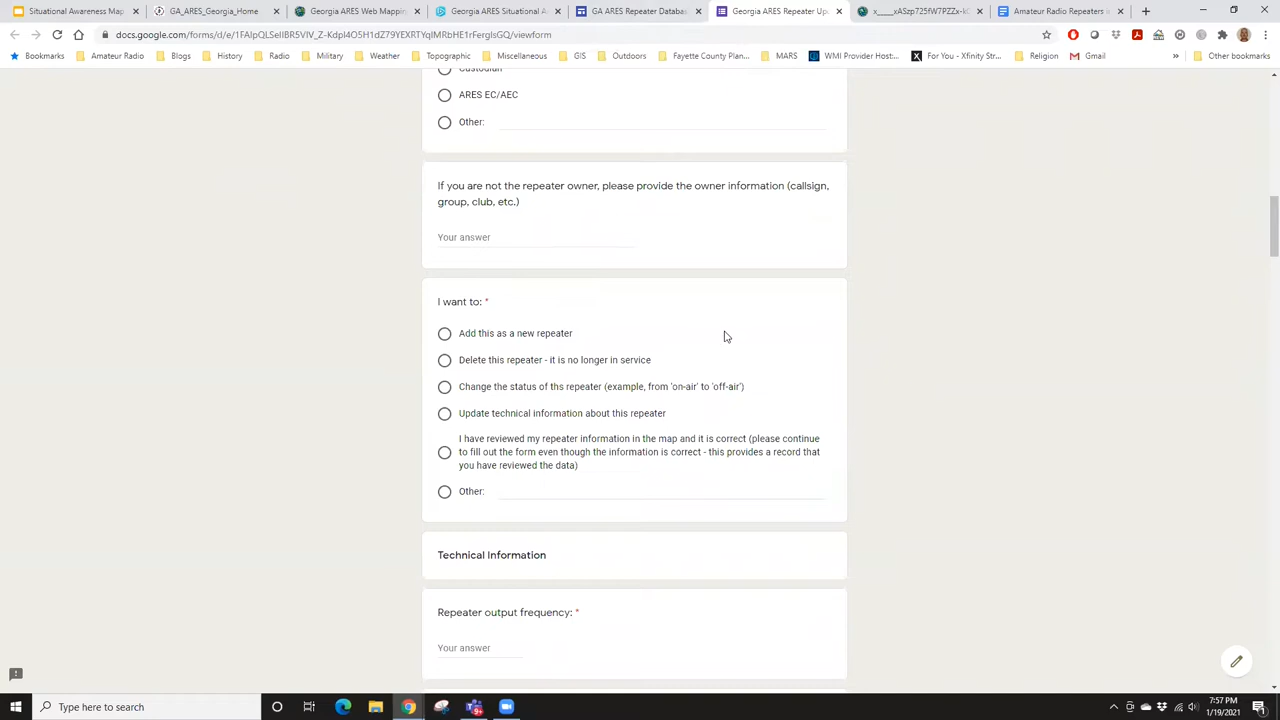 Situational Awareness Map
GA_ARES_Georgia_Home
Georgia ARES Web Mapping
Georgia ARES Situational A
GA ARES Repeater Databas
Georgia ARES Repeater Up
x____xASzp725fW7PZZx-k
Amateur Radio Repeaters i
docs.google.com/forms/d/e/
Bookmarks
Amateur Radio
Blogs
History
Radio
Military
Weather
Topographic
Miscellaneous
GIS
Outdoors
Fayette County Plan...
MARS
WMI Provider Host:...
For You - Xfinity Str...
Religion
Gmail
»
Other bookmarks
Custodian
ARES EC/AEC
Other:
If you are not the repeater owner, please provide the owner information (callsign,
group, club, etc.)
Your answer
I want to: *
Add this as a new repeater
Delete this repeater - it is no longer in service
Change the status of ths repeater (example, from 'on-air' to 'off-air')
Update technical information about this repeater
I have reviewed my repeater information in the map and it is correct (please continue
to fill out the form even though the information is correct - this provides a record that
you have reviewed the data)
Other:
Technical Information
Repeater output frequency: *
Your answer
Type here to search
7:57 PM
1/19/2021